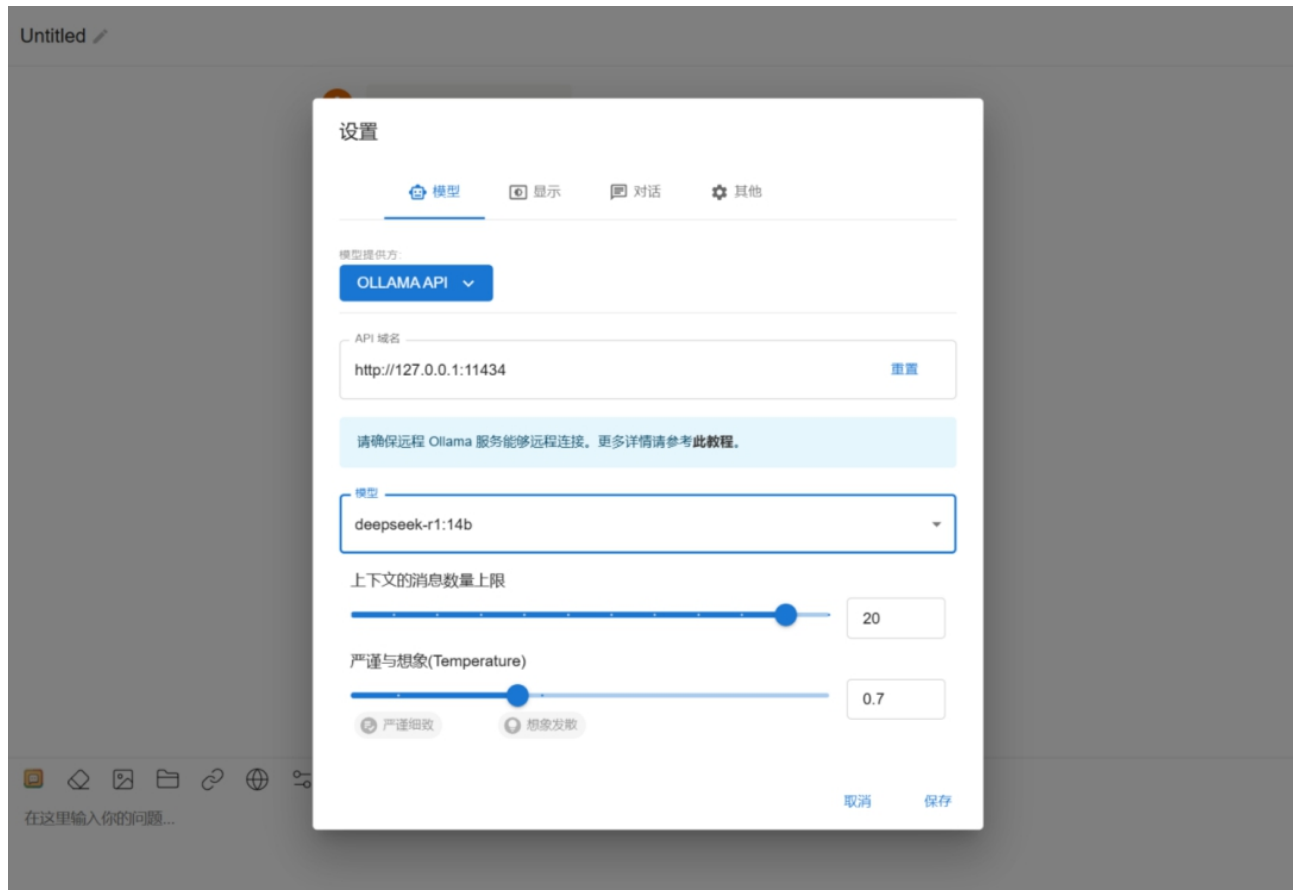 Untitled
设置
模型 显示 对话 其他
模型提供方:
OLLAMA API
API 域名
http://127.0.0.1:11434 重置
请确保远程 Ollama 服务能够远程连接。更多详情请参考此教程。
模型
deepseek-r1:14b
上下文的消息数量上限
20
严谨与想象(Temperature)
0.7
严谨细致 想象发散
取消 保存
在这里输入你的问题...